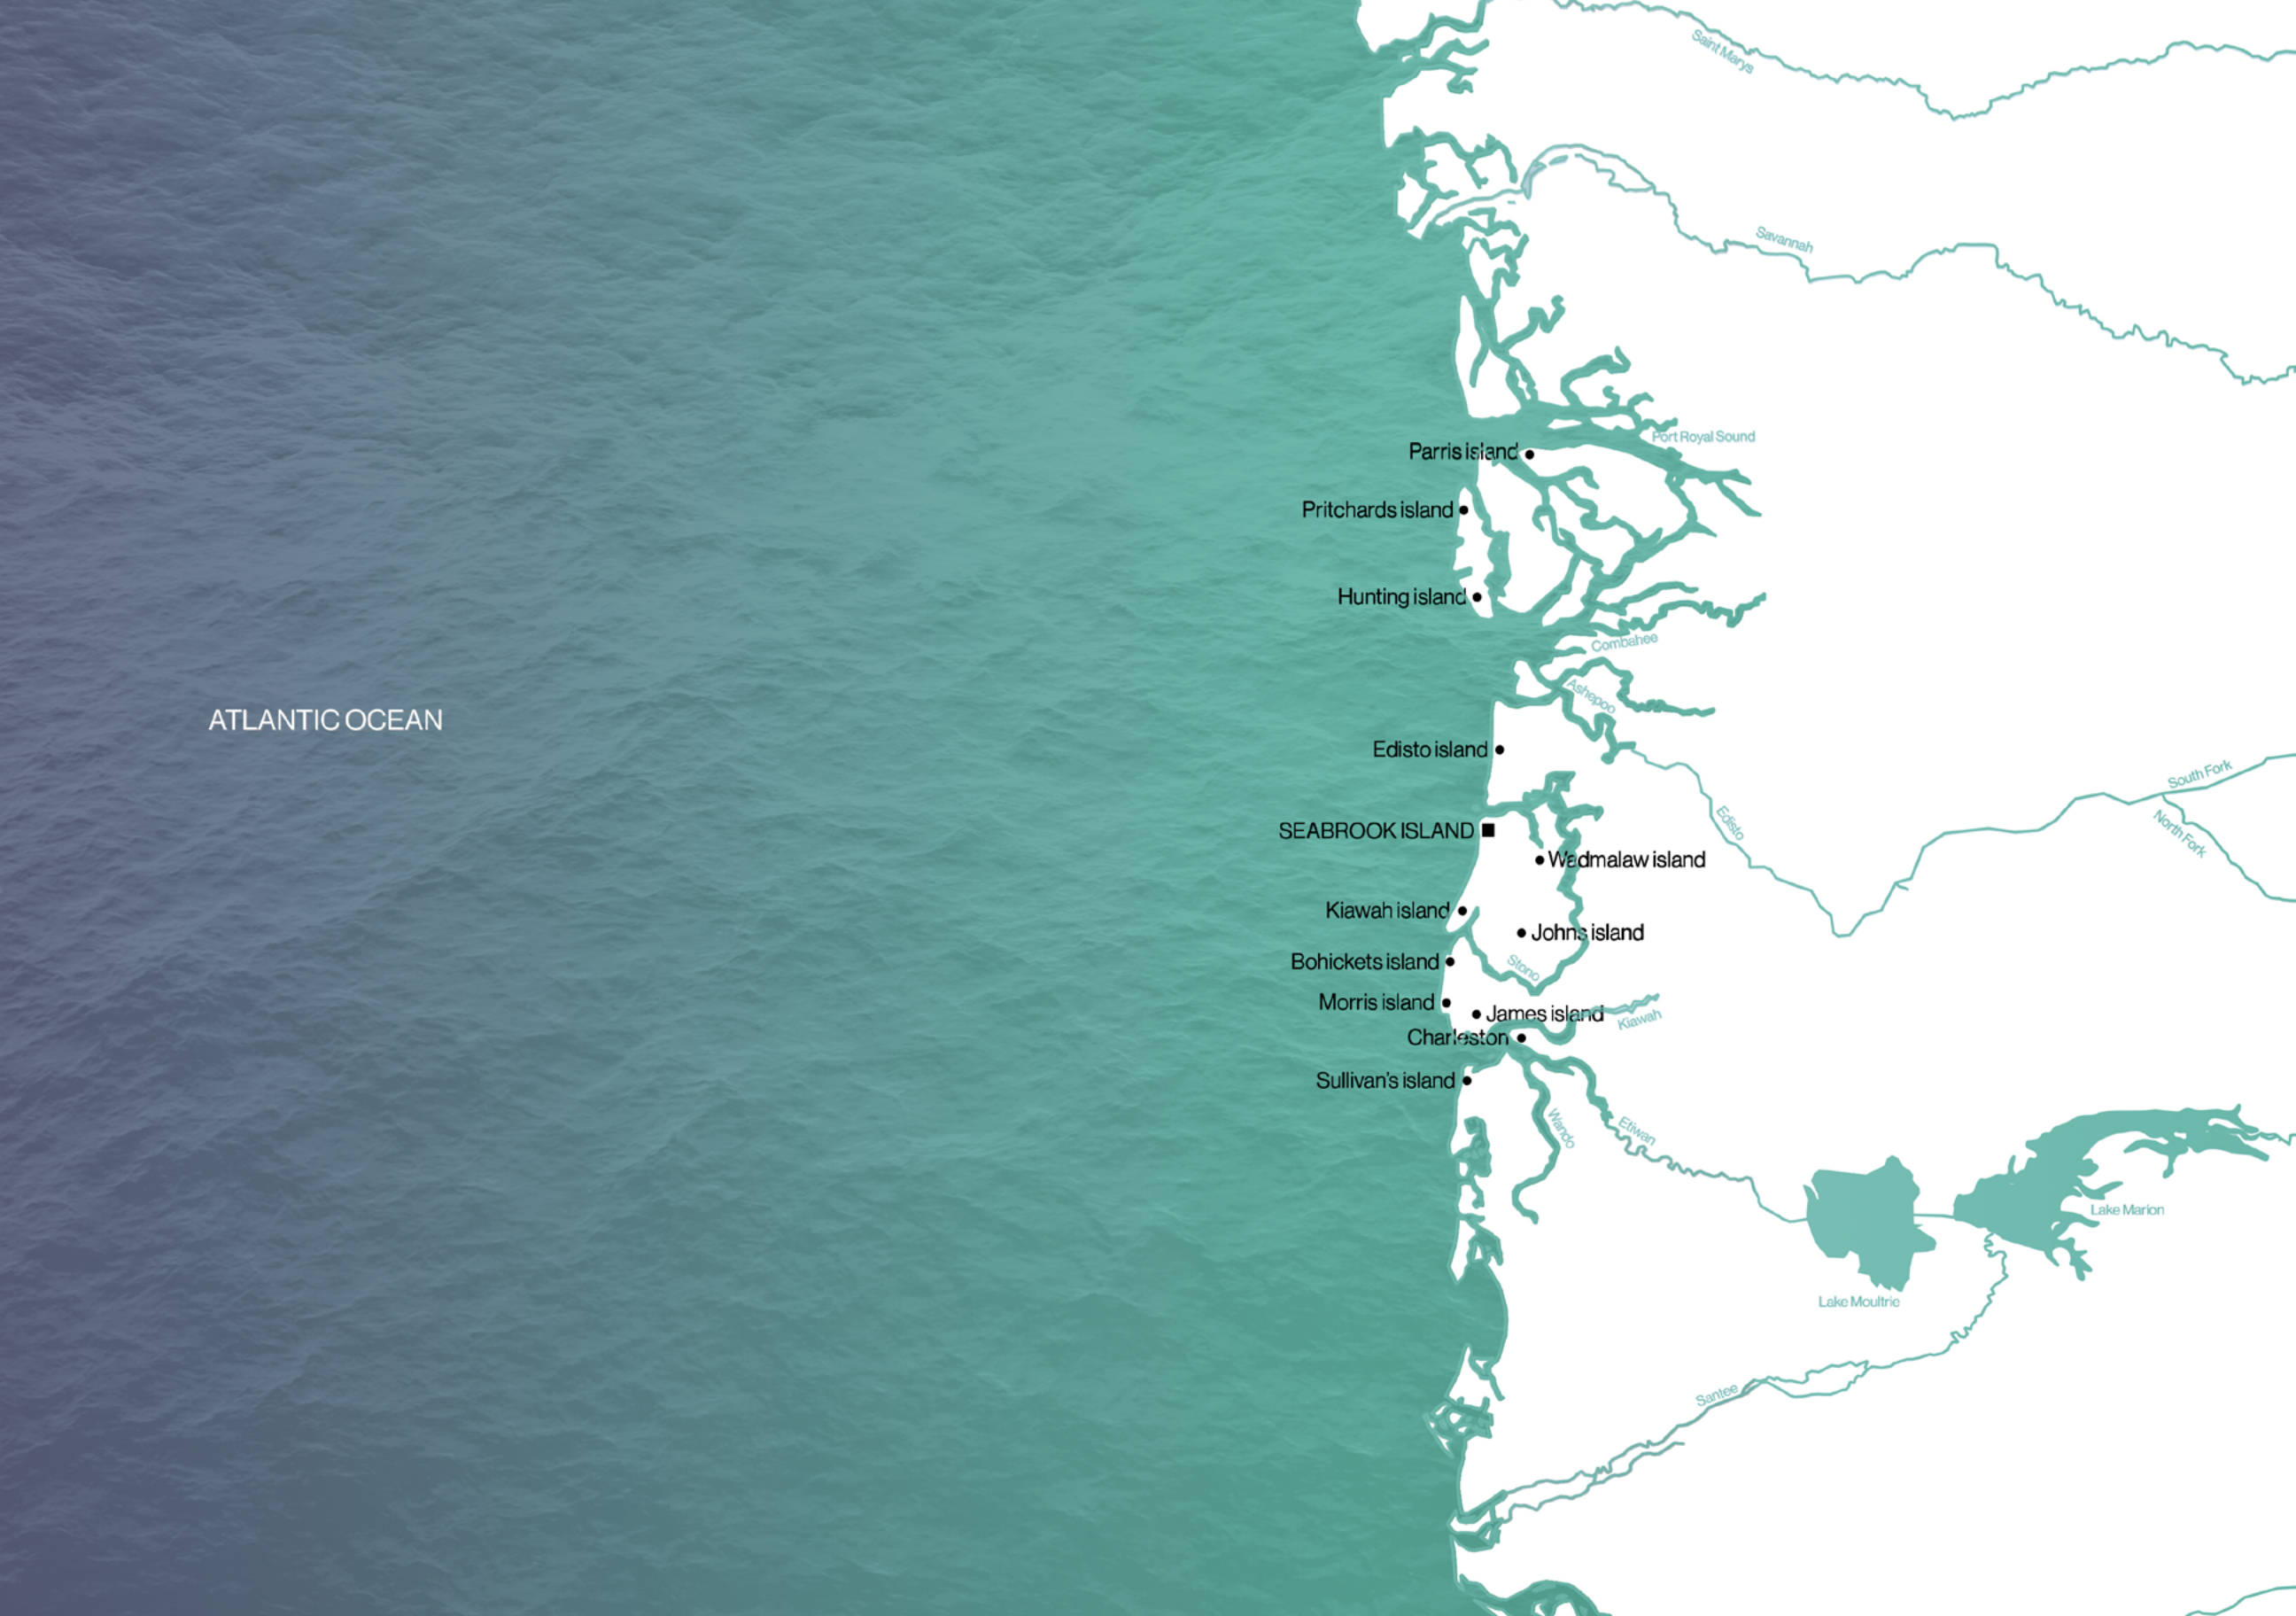 Saint Marys
Savannah
Port Royal Sound
Parris island
Pritchards island
Hunting island
Combahee
Ashepoo
ATLANTIC OCEAN
Edisto island
South Fork
Edisto
North Fork
SEABROOK ISLAND
Wadmalaw island
Kiawah island
Johns island
Bohickets island
Stono
Morris island
James island
Kiawah
Charleston
Sullivan's island
Wando
Etiwan
Lake Marion
Lake Moultrie
Santee